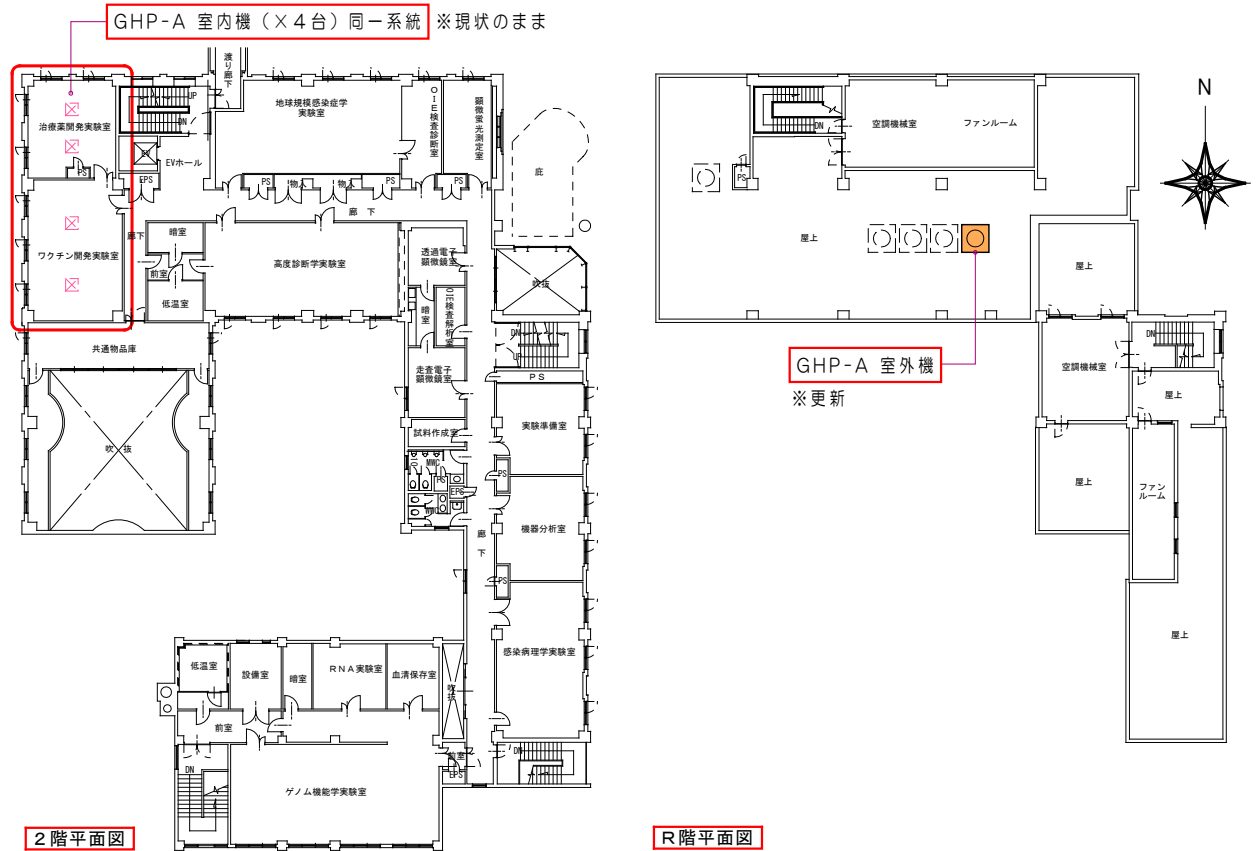 GHP-A 室内機(×4台)同一系統 ※現状のまま
渡り廊下
UP
DN
治療薬開発実験室
PS
EV
EVホール
EPS
地球規模感染症学
実験室
OIE検査診断室
顕微蛍光測定室
PS
物入
物入
PS
PS
庇
廊下
廊下
ワクチン開発実験室
暗室
前室
低温室
高度診断学実験室
透過電子
顕微鏡室
暗室
OIE検査解析室
走査電子
顕微鏡室
試料作成室
吹抜
DN
UP
PS
共通物品庫
吹抜
MWC
PS
EPS
WWC
実験準備室
PS
機器分析室
廊下
PS
感染病理学実験室
低温室
設備室
暗室
RNA実験室
血清保存室
吹抜
前室
前室
EPS
DN
DN
ゲノム機能学実験室
2階平面図
N
DN
空調機械室
ファンルーム
PS
屋上
屋上
GHP-A 室外機
※更新
空調機械室
DN
屋上
屋上
ファン
ルーム
屋上
R階平面図